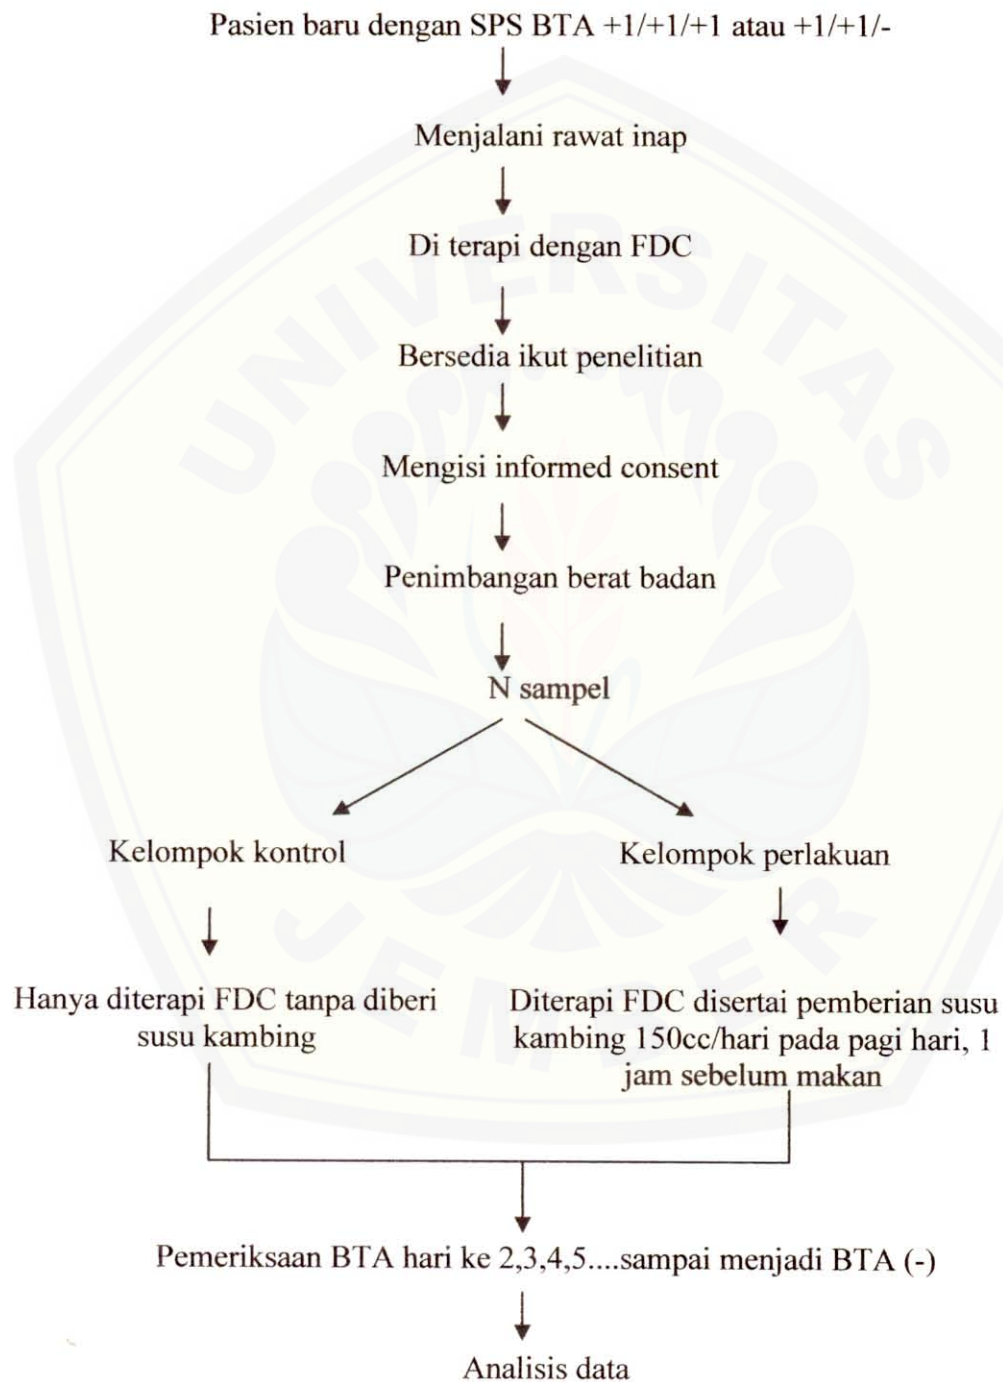 Pasien baru dengan SPS BTA +1/+1/+1 atau +1/+1/-
Menjalani rawat inap
Di terapi dengan FDC
Bersedia ikut penelitian
Mengisi informed consent
Penimbangan berat badan
N sampel
Kelompok kontrol
Kelompok perlakuan
Hanya diterapi FDC tanpa diberi
susu kambing
Diterapi FDC disertai pemberian susu
kambing 150cc/hari pada pagi hari, 1
jam sebelum makan
Pemeriksaan BTA hari ke 2,3,4,5....sampai menjadi BTA (-)
Analisis data
UNIVERSITAS
JEMBER